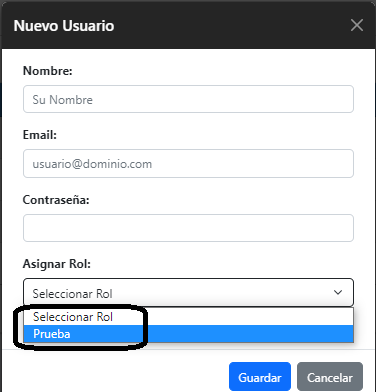 Nuevo Usuario
Nombre:
Su Nombre
Email:
usuario@dominio.com
Contraseña:
Asignar Rol:
Seleccionar Rol
Seleccionar Rol
Prueba
Guardar
Cancelar